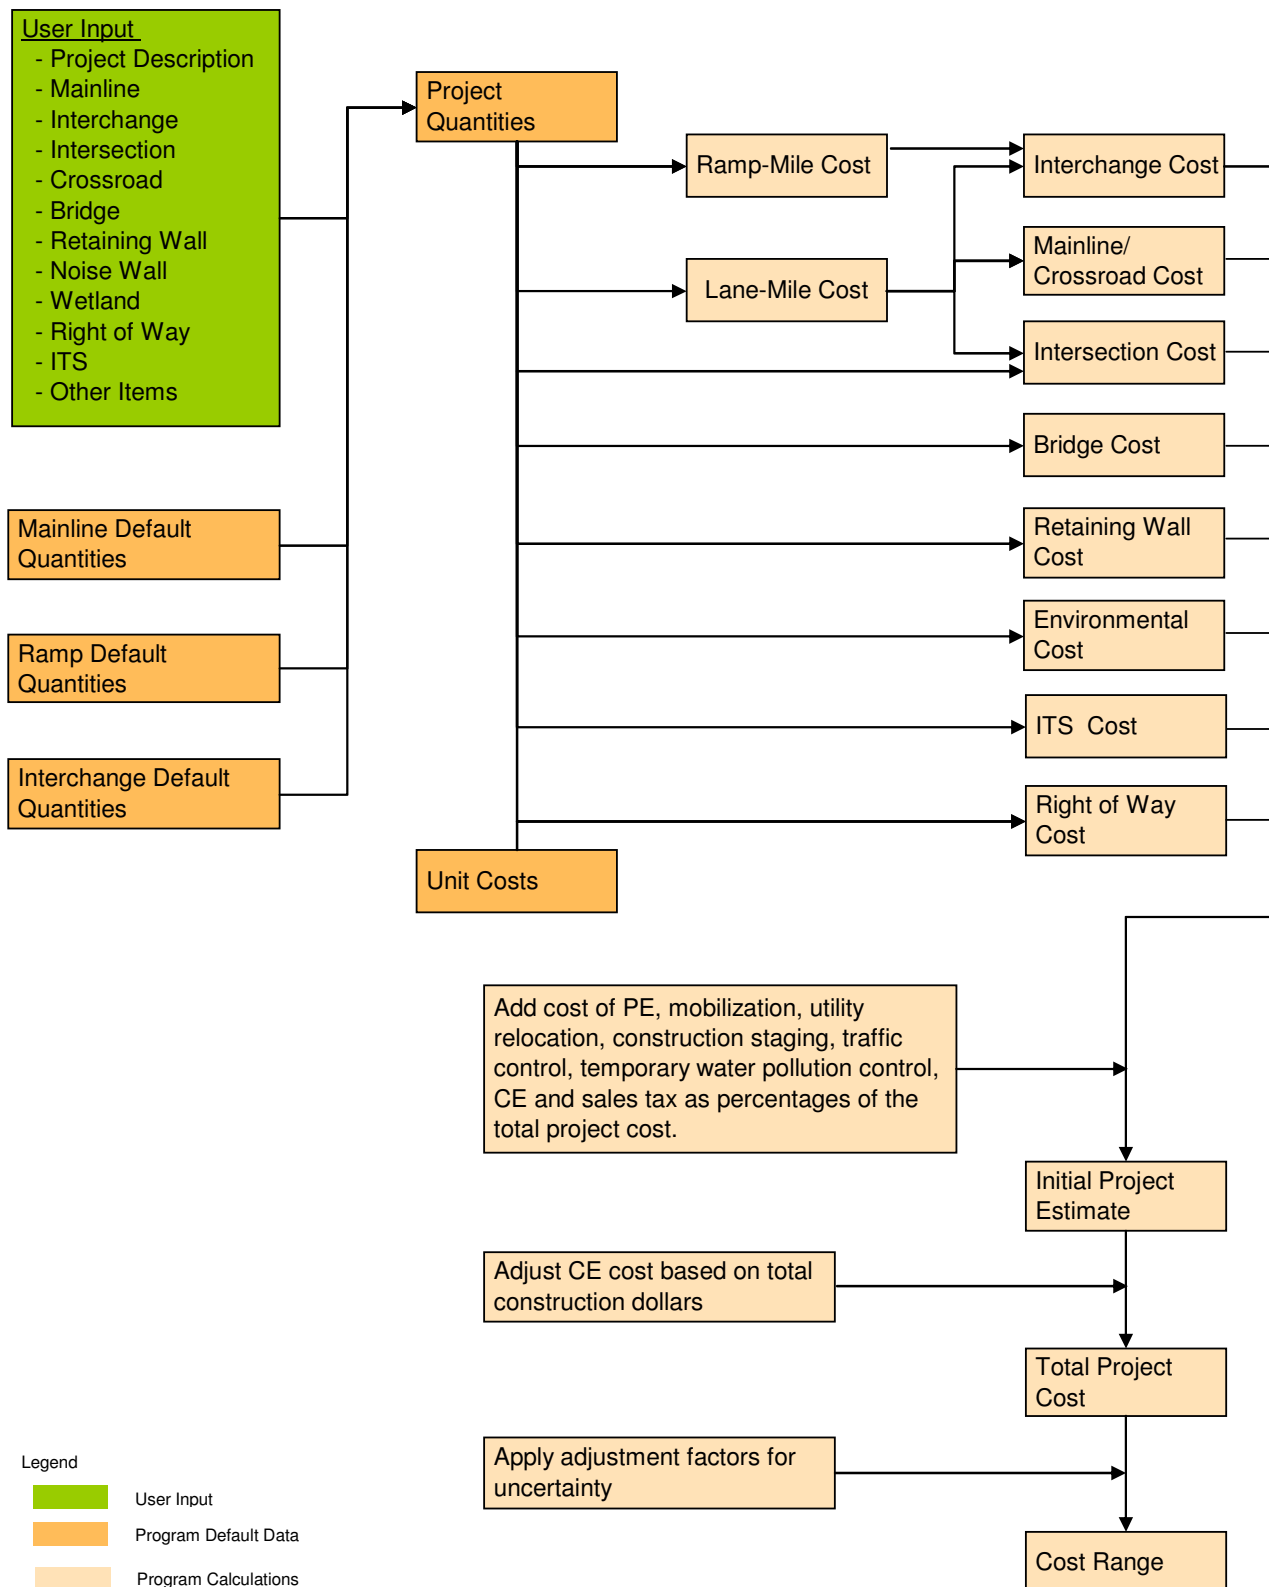 User Input
- Project Description
- Mainline
- Interchange
- Intersection
- Crossroad
- Bridge
- Retaining Wall
- Noise Wall
- Wetland
- Right of Way
- ITS
- Other Items
Mainline Default
Quantities
Ramp Default
Quantities
Interchange Default
Quantities
Project
Quantities
Unit Costs
Ramp-Mile Cost
Lane-Mile Cost
Interchange Cost
Mainline/
Crossroad Cost
Intersection Cost
Bridge Cost
Retaining Wall
Cost
Environmental
Cost
ITS Cost
Right of Way
Cost
Add cost of PE, mobilization, utility
relocation, construction staging, traffic
control, temporary water pollution control,
CE and sales tax as percentages of the
total project cost.
Initial Project
Estimate
Adjust CE cost based on total
construction dollars
Total Project
Cost
Apply adjustment factors for
uncertainty
Cost Range
Legend
User Input
Program Default Data
Program Calculations